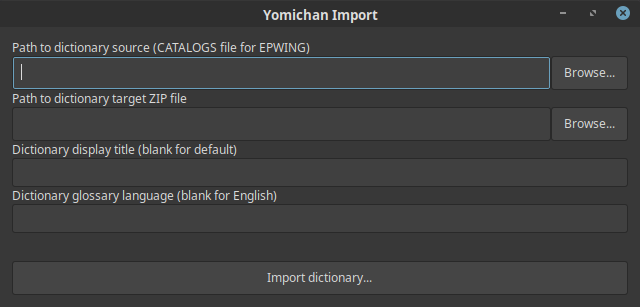 Yomichan Import
Path to dictionary source (CATALOGS file for EPWING)
Browse...
Path to dictionary target ZIP file
Browse...
Dictionary display title (blank for default)
Dictionary glossary language (blank for English)
Import dictionary...